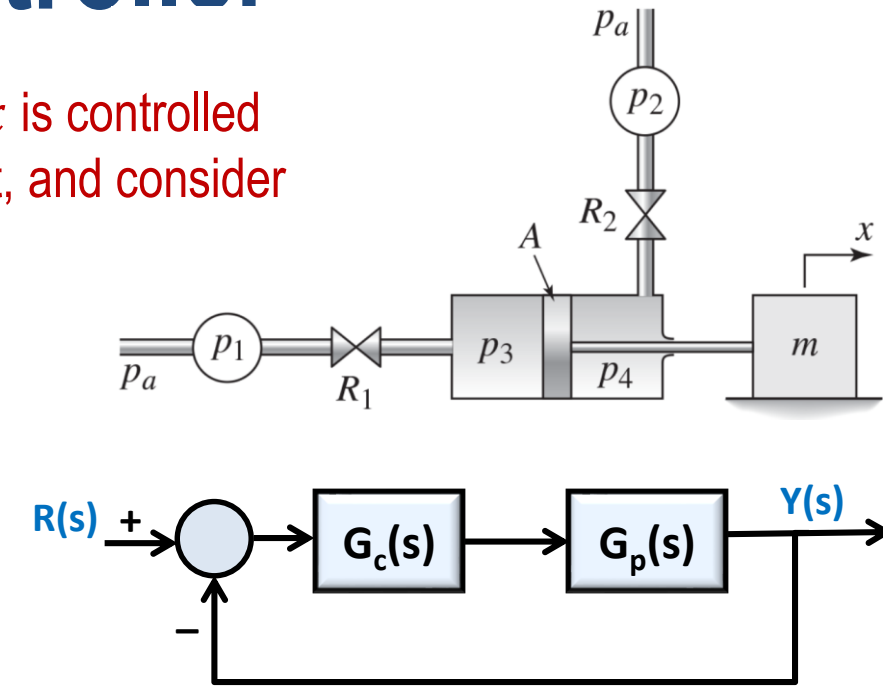 is controlled
, and consider
pa
p2
R2
A
x
p1
pa
R1
p3
p4
m
R(s)
+
Gc(s)
Gp(s)
Y(s)
−